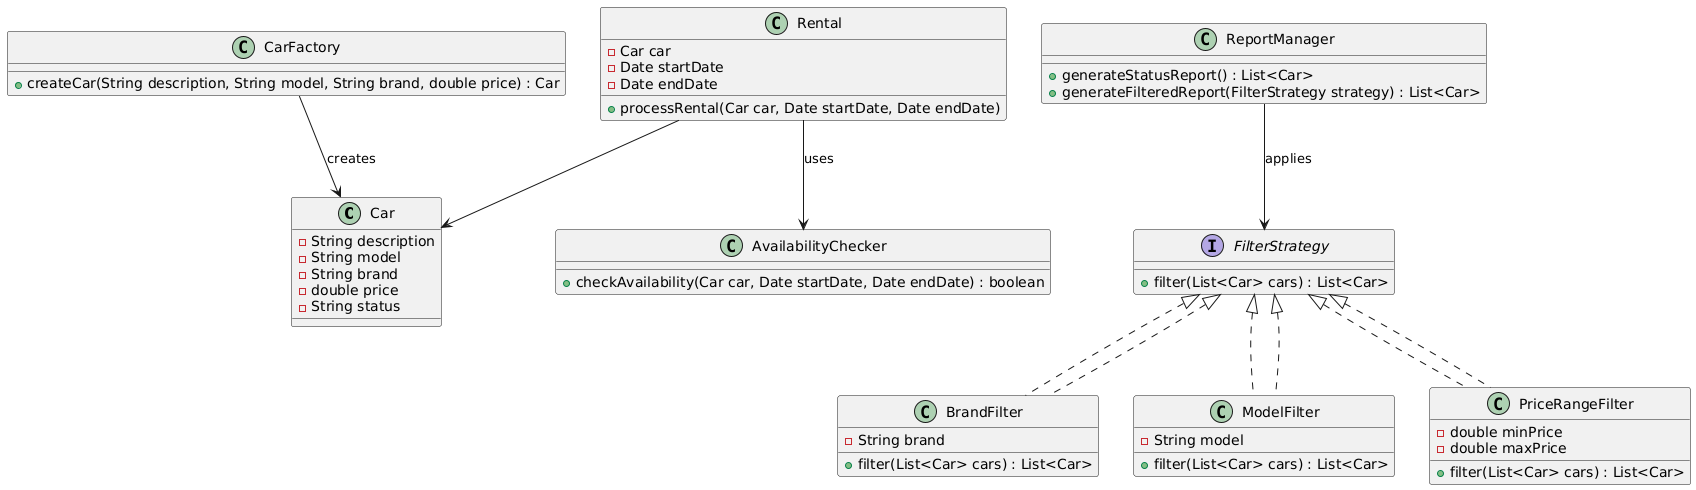 C CarFactory
createCar(String description, String model, String brand, double price) : Car
C Rental
Car car
Date startDate
Date endDate
processRental(Car car, Date startDate, Date endDate)
C ReportManager
generateStatusReport() : List<Car>
generateFilteredReport(FilterStrategy strategy) : List<Car>
creates
uses
applies
C Car
String description
String model
String brand
double price
String status
C AvailabilityChecker
checkAvailability(Car car, Date startDate, Date endDate) : boolean
I FilterStrategy
filter(List<Car> cars) : List<Car>
C BrandFilter
String brand
filter(List<Car> cars) : List<Car>
C ModelFilter
String model
filter(List<Car> cars) : List<Car>
C PriceRangeFilter
double minPrice
double maxPrice
filter(List<Car> cars) : List<Car>